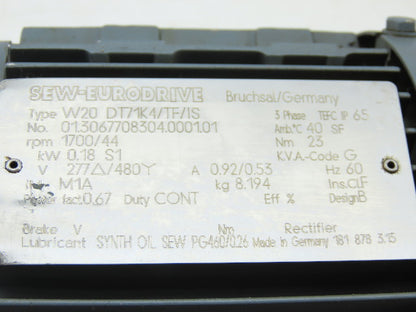 SEW-EURODRIVE Bruchsal/Germany
Type W20 DT71K4/TF/IS 3 Phase TEFC IP 65
No. 01.3067708304.0001.01 Amb.°C 40 SF
rpm 1700/44 Nm 23
kW 0.18 S1 K.V.A.-Code G
V 277Δ/480Y A 0.92/0.53 Hz 60
M1A kg 8.194 Ins.Cl.F
Power fact.0.67 Duty CONT Eff % Design B
Brake V Nm Rectifier
Lubricant SYNTH OIL SEW PG460/0.26 Made in Germany 181 878 3.15